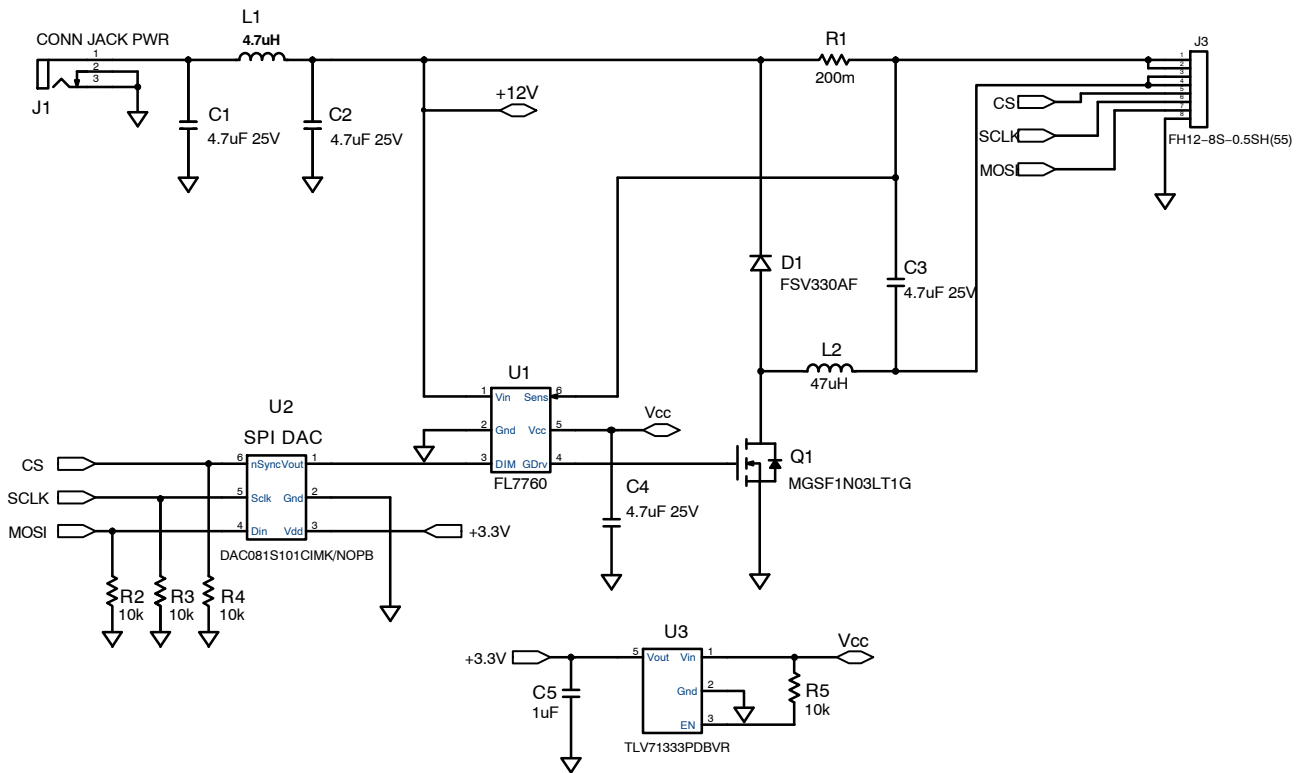 L1
4.7uH
CONN JACK PWR
1
2
3
J1
C1
4.7uF 25V
C2
4.7uF 25V
+12V
R1
200m
J3
1
2
3
4
5
6
7
8
CS
SCLK
MOSI
FH12–8S–0.5SH(55)
D1
FSV330AF
C3
4.7uF 25V
L2
47uH
U1
1 Vin Sens 6
2 Gnd Vcc 5
3 DIM GDrv 4
FL7760
Vcc
C4
4.7uF 25V
Q1
MGSF1N03LT1G
U2
SPI DAC
CS
SCLK
MOSI
6 nSync Vout 1
5 Sclk Gnd 2
4 Din Vdd 3
+3.3V
DAC081S101CIMK/NOPB
R2
10k
R3
10k
R4
10k
U3
+3.3V
5 Vout Vin 1
Gnd 2
EN 3
Vcc
C5
1uF
R5
10k
TLV71333PDBVR